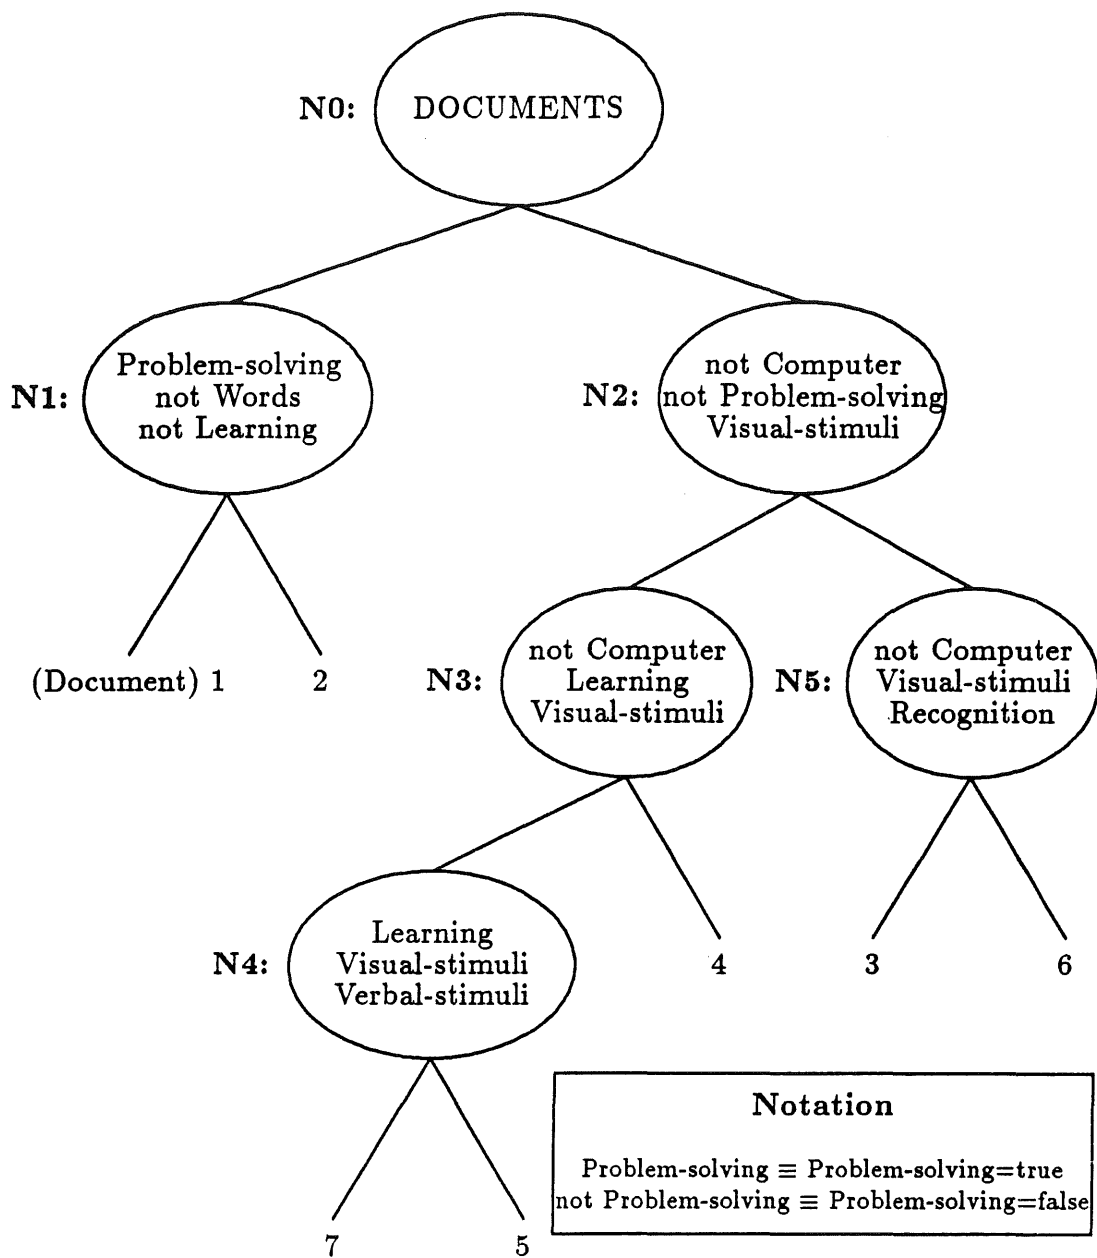 N0: DOCUMENTS
N1:
Problem-solving
not Words
not Learning
N2:
not Computer
not Problem-solving
Visual-stimuli
(Document) 1
2
N3:
not Computer
Learning
Visual-stimuli
N5:
not Computer
Visual-stimuli
Recognition
N4:
Learning
Visual-stimuli
Verbal-stimuli
4
3
6
7
5
Notation
Problem-solving ≡ Problem-solving=true
not Problem-solving ≡ Problem-solving=false